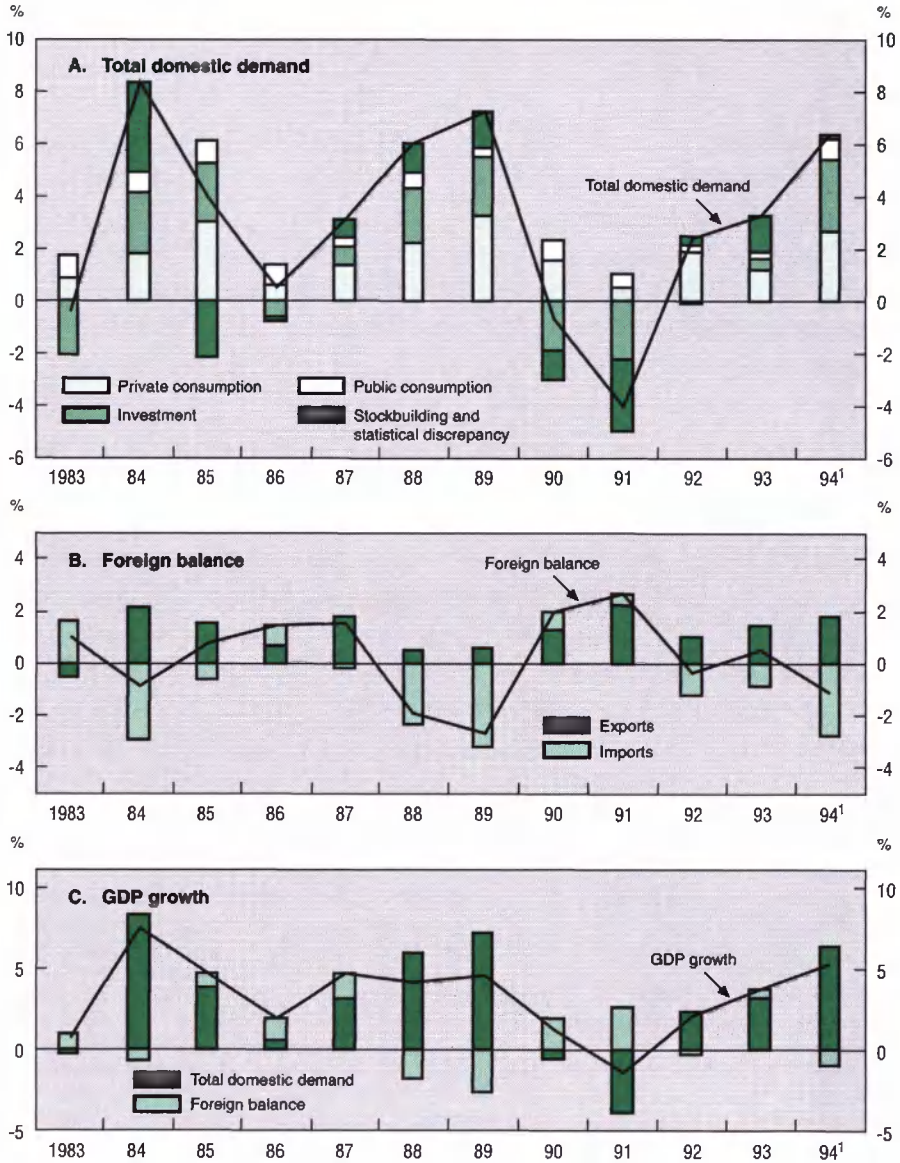 % %
10 10
A. Total domestic demand
8 8
6 6
Total domestic demand
4 4
2 2
0 0
-2 -2
Private consumption Public consumption
-4 -4
Investment Stockbuilding and
statistical discrepancy
-6 -6
1983 84 85 86 87 88 89 90 91 92 93 94¹
% %
B. Foreign balance
4 4
Foreign balance
2 2
0 0
-2 -2
Exports
Imports
-4 -4
1983 84 85 86 87 88 89 90 91 92 93 94¹
% %
10 10
C. GDP growth
GDP growth
5 5
0 0
Total domestic demand
Foreign balance
-5 -5
1983 84 85 86 87 88 89 90 91 92 93 94¹